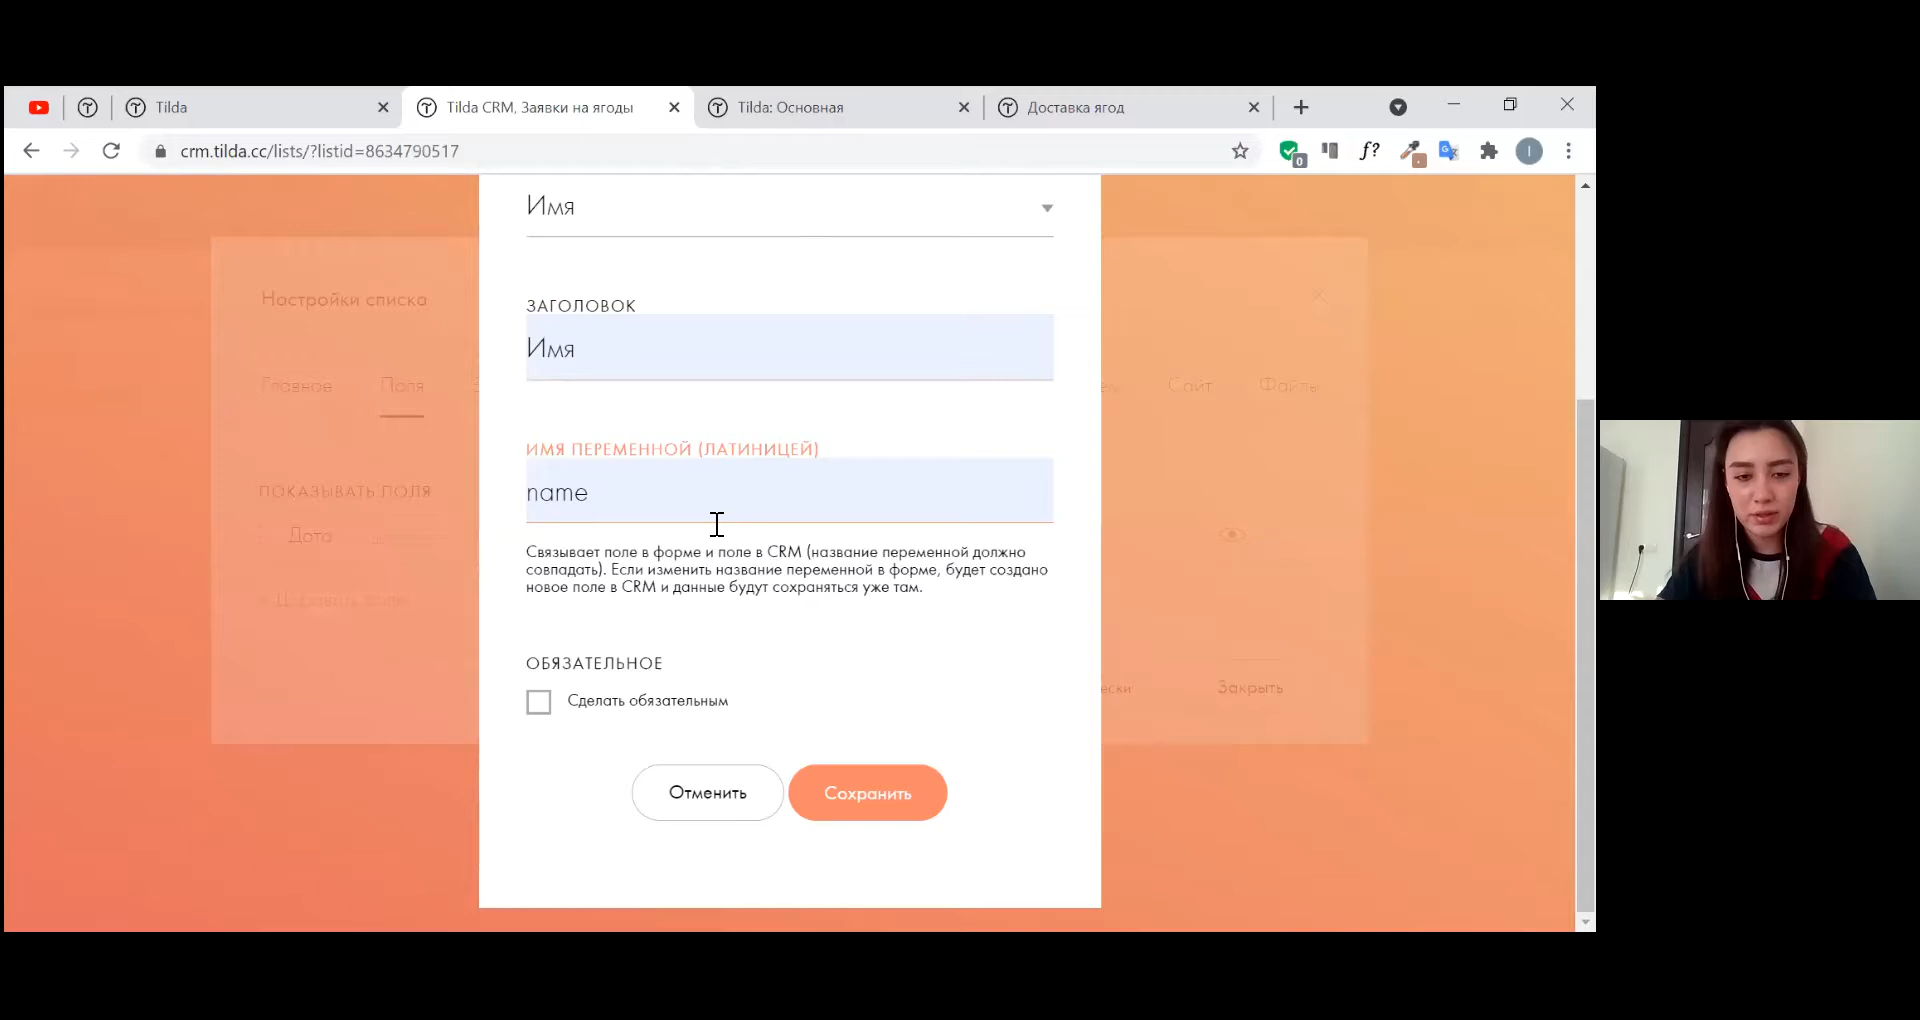 Tilda
Tilda CRM, Заявки на ягоды
Tilda: Основная
Доставка ягод
crm.tilda.cc/lists/?listid=8634790517
0
f?
I
Имя
Настройки списка
ЗАГОЛОВОК
Имя
Главное
Поля
Сайт
Файлы
ИМЯ ПЕРЕМЕННОЙ (ЛАТИНИЦЕЙ)
name
ПОКАЗЫВАТЬ ПОЛЯ
Дата
Связывает поле в форме и поле в CRM (название переменной должно
совпадать). Если изменить название переменной в форме, будет создано
новое поле в CRM и данные будут сохраняться уже там.
ОБЯЗАТЕЛЬНОЕ
Сделать обязательным
ески
Закрыть
Отменить
Сохранить